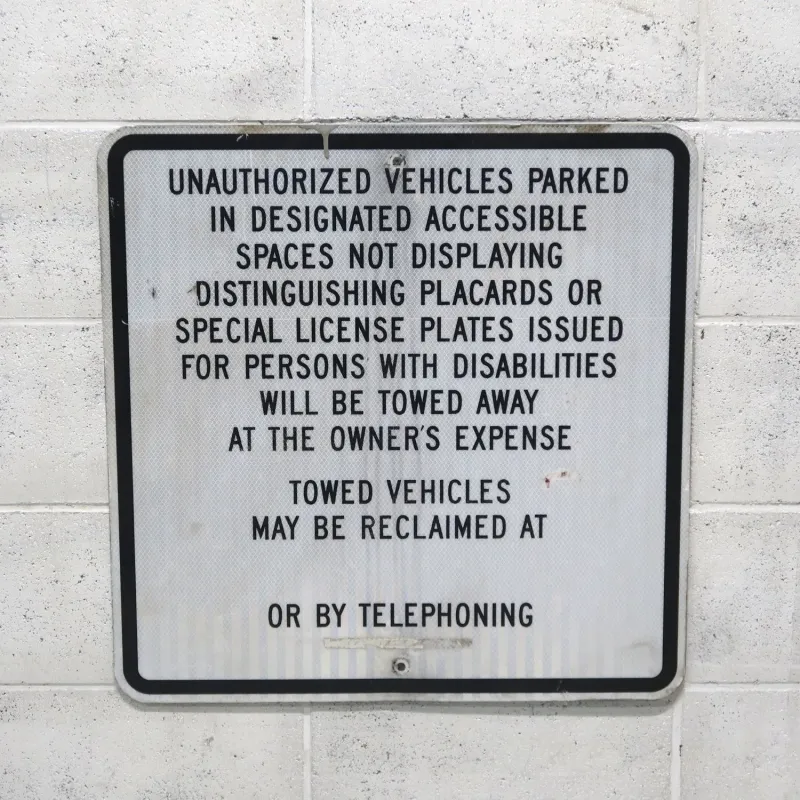 UNAUTHORIZED VEHICLES PARKED
IN DESIGNATED ACCESSIBLE
SPACES NOT DISPLAYING
DISTINGUISHING PLACARDS OR
SPECIAL LICENSE PLATES ISSUED
FOR PERSONS WITH DISABILITIES
WILL BE TOWED AWAY
AT THE OWNER'S EXPENSE
TOWED VEHICLES
MAY BE RECLAIMED AT
OR BY TELEPHONING